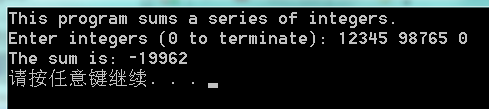 This program sums a series of integers.
Enter integers (0 to terminate): 12345 98765 0
The sum is: -19962
请按任意键继续. . .